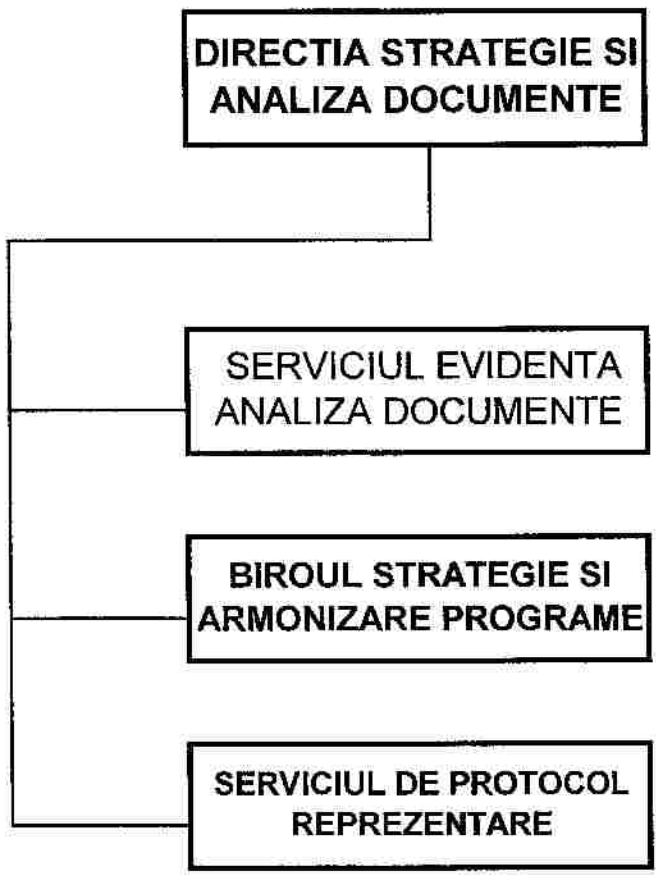 DIRECTIA STRATEGIE SI
ANALIZA DOCUMENTE
SERVICIUL EVIDENTA
ANALIZA DOCUMENTE
BIROUL STRATEGIE SI
ARMONIZARE PROGRAME
SERVICIUL DE PROTOCOL
REPREZENTARE